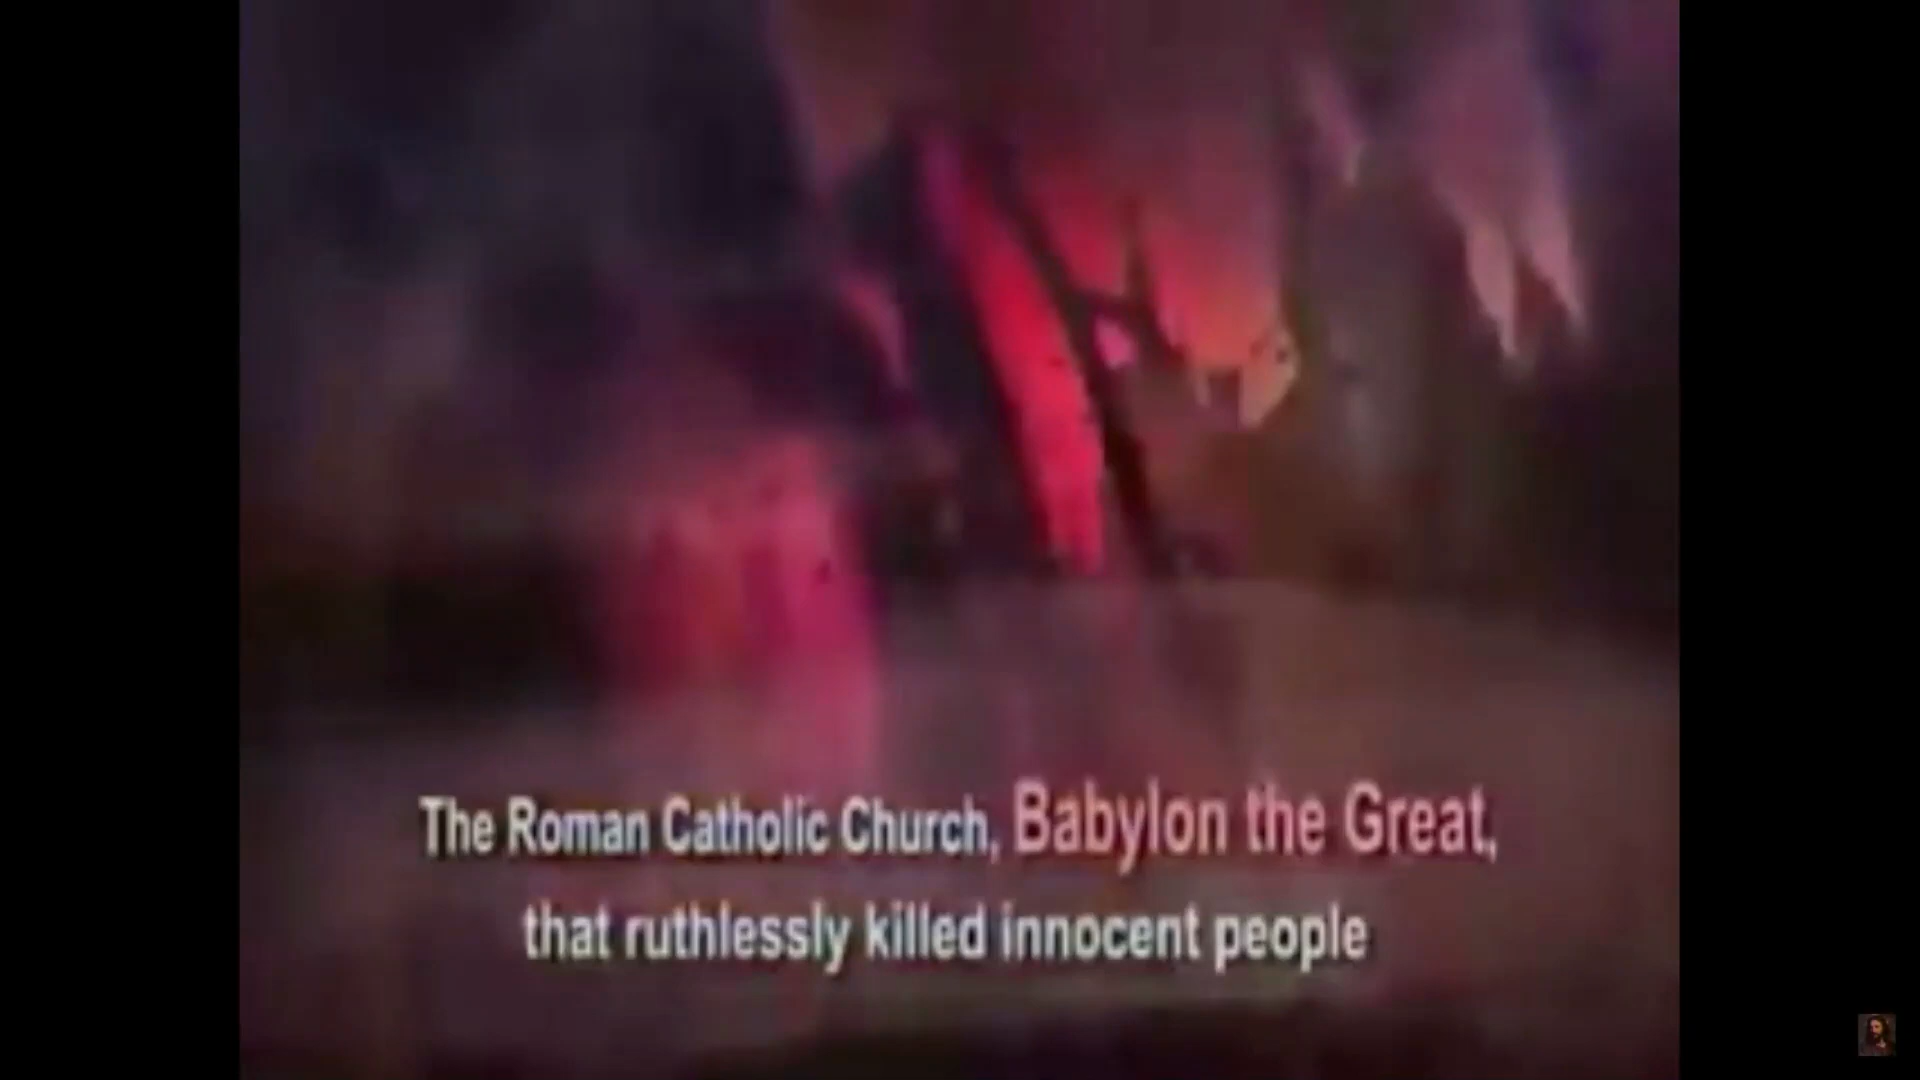 The Roman Catholic Church, Babylon the Great,
that ruthlessly killed innocent people